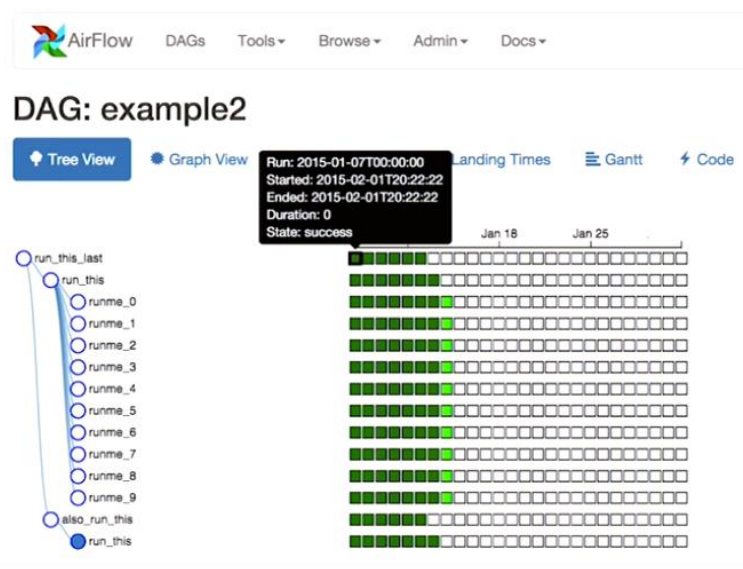 AirFlow DAGs Tools Browse Admin Docs
DAG: example2
Tree View Graph View Landing Times Gantt Code
Run: 2015-01-07T00:00:00
Started: 2015-02-01T20:22:22
Ended: 2015-02-01T20:22:22
Duration: 0
State: success
Jan 18 Jan 25
run_this_last
run_this
runme_0
runme_1
runme_2
runme_3
runme_4
runme_5
runme_6
runme_7
runme_8
runme_9
also_run_this
run_this